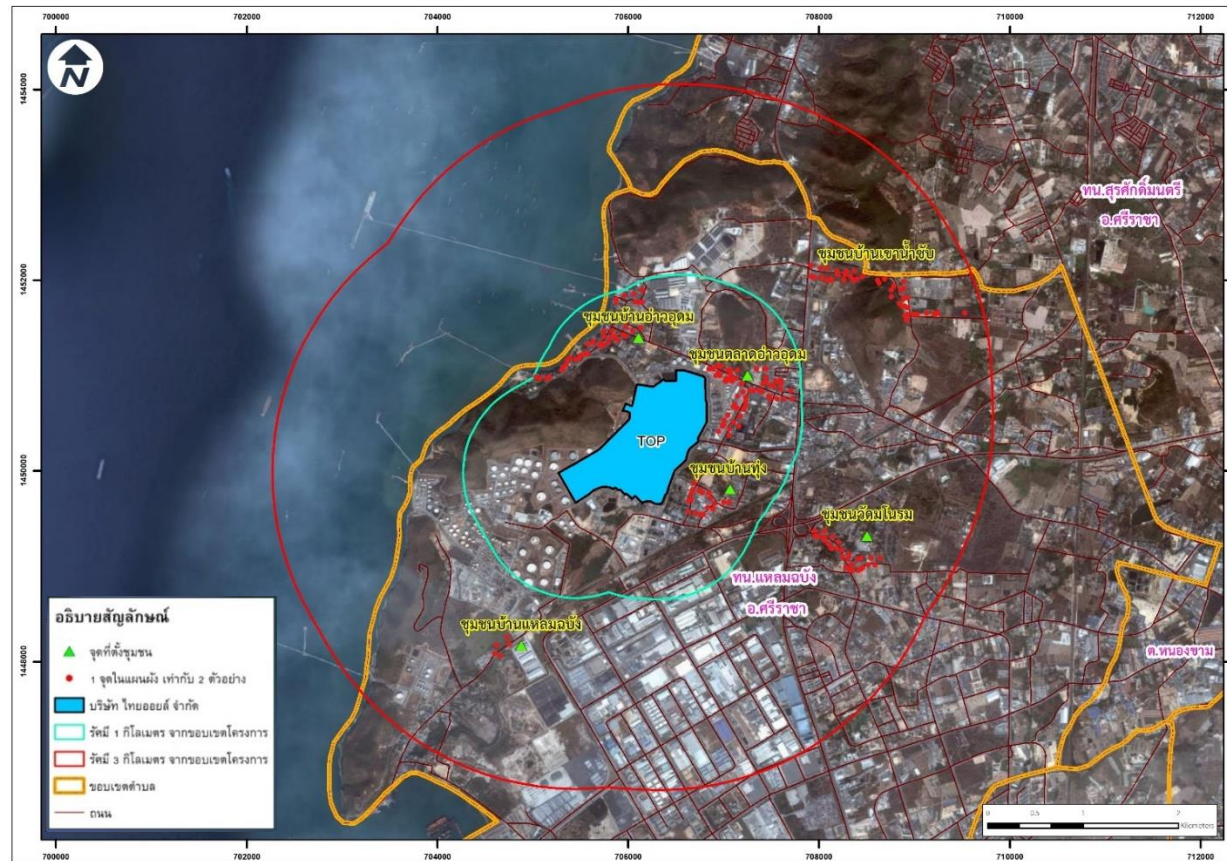 700000 702000 704000 706000 708000 710000 712000
1454000
1452000
1450000
1448000
N
ทน.สุรศักดิ์มนตรี
อ.ศรีราชา
ชุมชนบ้านเขาน้ำซับ
ชุมชนบ้านอ่าวอุดม
ชุมชนตลาดอ่าวอุดม
TOP
ชุมชนบ้านทุ่ง
ชุมชนวัดมโนรม
ทน.แหลมฉบัง
อ.ศรีราชา
ชุมชนบ้านแหลมฉบัง
ต.หนองขาม
อธิบายสัญลักษณ์
จุดที่ตั้งชุมชน
1 จุดในแผนผัง เท่ากับ 2 ตัวอย่าง
บริษัท ไทยออยล์ จำกัด
รัศมี 1 กิโลเมตร จากขอบเขตโครงการ
รัศมี 3 กิโลเมตร จากขอบเขตโครงการ
ขอบเขตตำบล
ถนน
0 0.5 1 2
Kilometers
700000 702000 704000 706000 708000 710000 712000